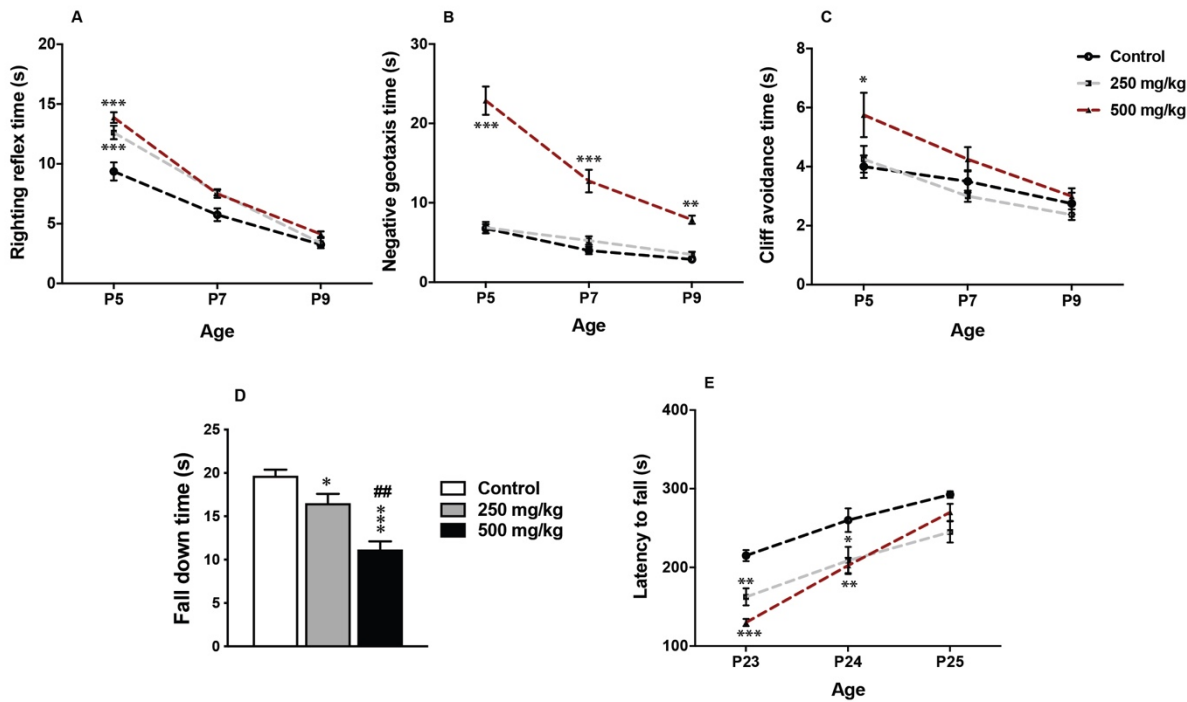 A
Righting reflex time (s)
20
15
10
5
0
***
***
P5
P7
P9
Age
B
Negative geotaxis time (s)
30
20
10
0
***
***
**
P5
P7
P9
Age
C
Cliff avoidance time (s)
8
6
4
2
0
*
P5
P7
P9
Age
Control
250 mg/kg
500 mg/kg
D
Fall down time (s)
25
20
15
10
5
0
*
##
***
Control
250 mg/kg
500 mg/kg
E
Latency to fall (s)
400
300
200
100
**
***
*
**
P23
P24
P25
Age